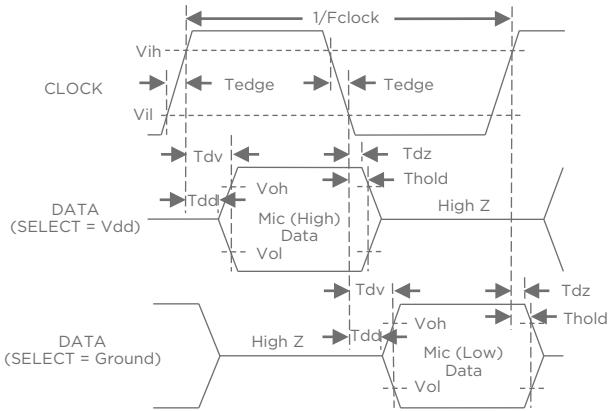 1/Fclock
Vih
CLOCK
Tedge
Tedge
Vil
Tdv
Tdz
Voh
Thold
Tdd
DATA
(SELECT = Vdd)
Mic (High)
Data
High Z
Vol
Tdv
Tdz
Voh
Thold
DATA
(SELECT = Ground)
High Z
Tdd
Mic (Low)
Data
Vol